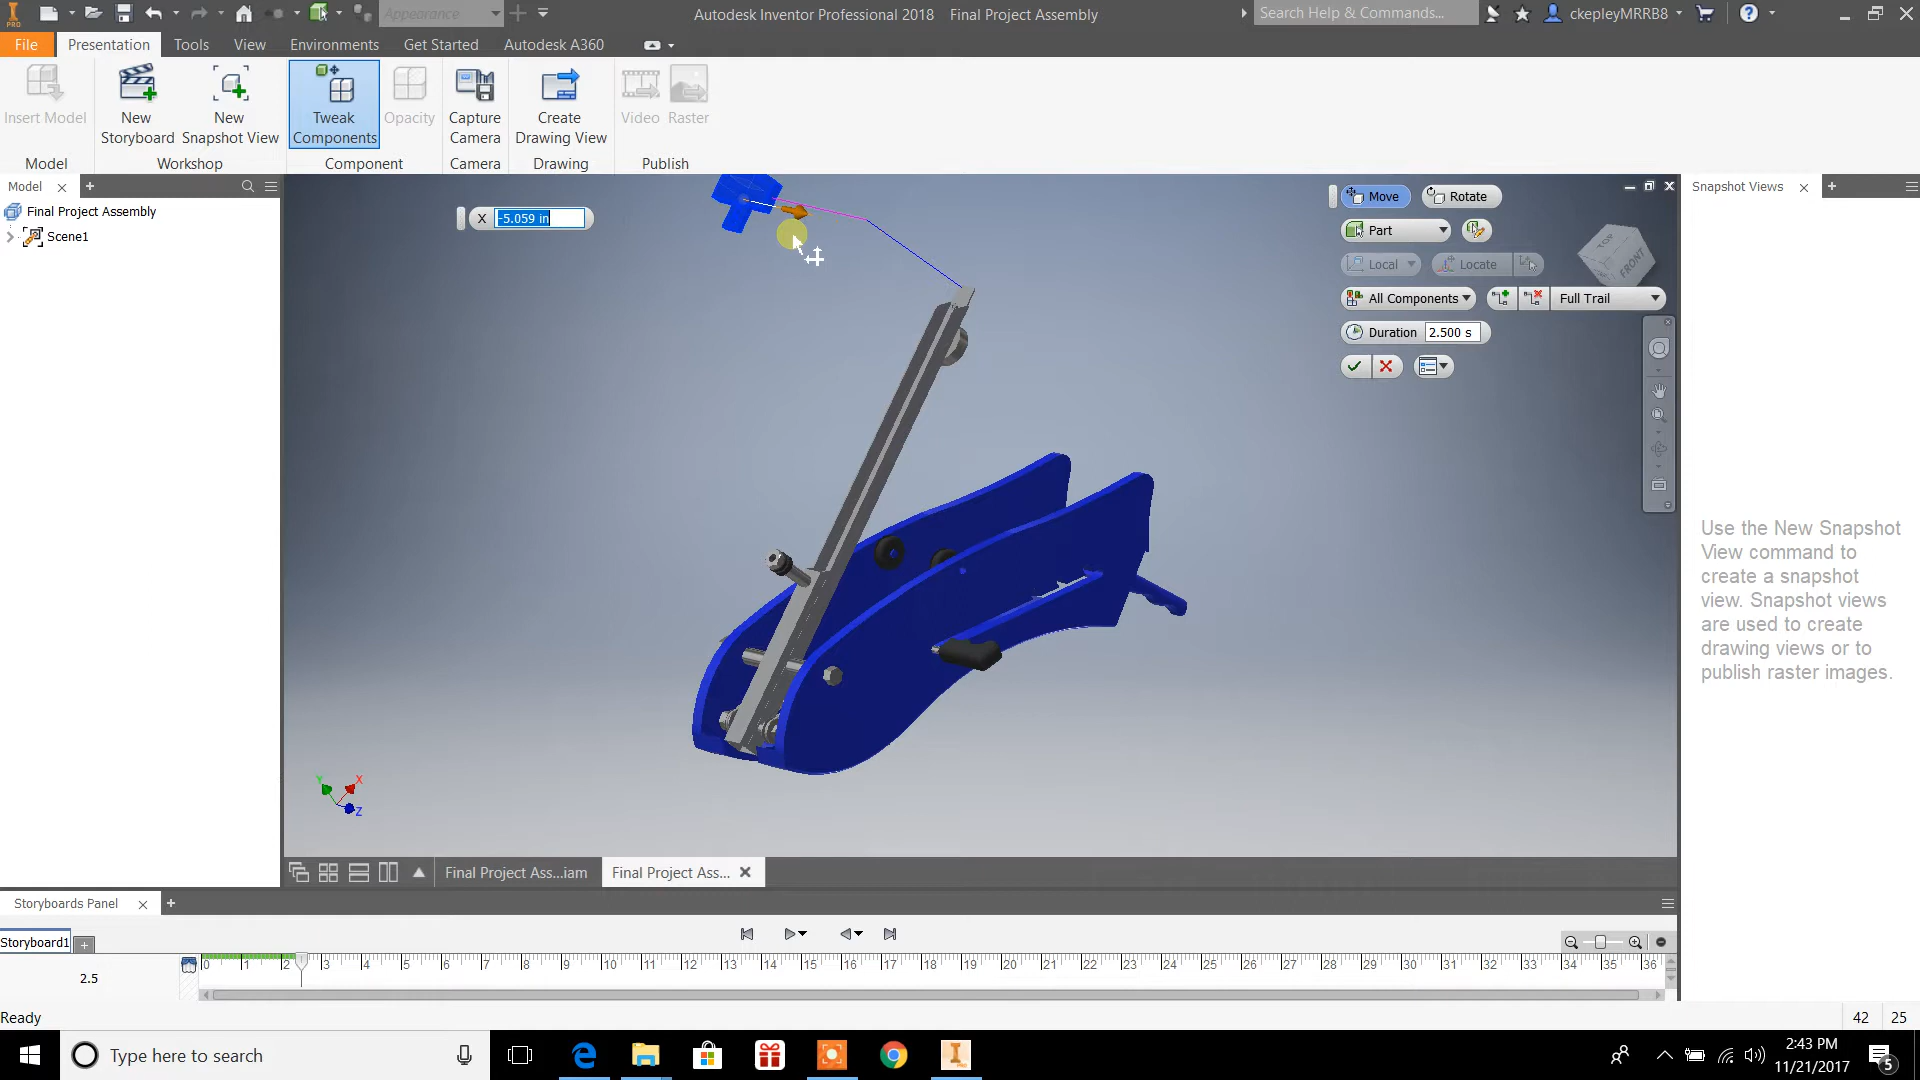 PRO
Appearance
Autodesk Inventor Professional 2018 Final Project Assembly
Search Help & Commands...
ckepleyMRRB8
File Presentation Tools View Environments Get Started Autodesk A360
Insert Model
New Storyboard
New Snapshot View
Tweak Components
Opacity
Capture Camera
Create Drawing View
Video Raster
Model Workshop Component Camera Drawing Publish
Model
Final Project Assembly
Scene1
X -5.059 in
Move Rotate
Part
Local Locate
All Components Full Trail
Duration 2.500 s
TOP
FRONT
Snapshot Views
Use the New Snapshot
View command to
create a snapshot
view. Snapshot views
are used to create
drawing views or to
publish raster images.
Y X
Z
Final Project Ass...iam Final Project Ass...
Storyboards Panel
Storyboard1
0 1 2 3 4 5 6 7 8 9 10 11 12 13 14 15 16 17 18 19 20 21 22 23 24 25 26 27 28 29 30 31 32 33 34 35 36
2.5
Ready
42 25
Type here to search
2:43 PM
11/21/2017
5